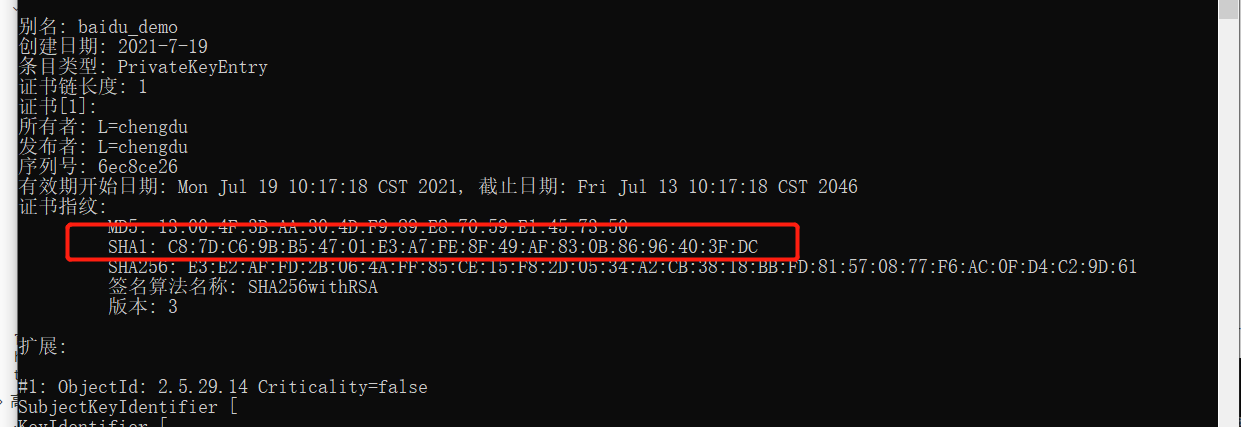 别名: baidu_demo
创建日期: 2021-7-19
条目类型: PrivateKeyEntry
证书链长度: 1
证书[1]:
所有者: L=chengdu
发布者: L=chengdu
序列号: 6ec8ce26
有效期开始日期: Mon Jul 19 10:17:18 CST 2021, 截止日期: Fri Jul 13 10:17:18 CST 2046
证书指纹:
MD5: 13:00:4F:3B:AA:30:4D:F9:89:E8:70:59:E1:45:73:50
SHA1: C8:7D:C6:9B:B5:47:01:E3:A7:FE:8F:49:AF:83:0B:86:96:40:3F:DC
SHA256: E3:E2:AF:FD:2B:06:4A:FF:85:CE:15:F8:2D:05:34:A2:CB:38:18:BB:FD:81:57:08:77:F6:AC:0F:D4:C2:9D:61
签名算法名称: SHA256withRSA
版本: 3
扩展:
#1: ObjectId: 2.5.29.14 Criticality=false
SubjectKeyIdentifier [
KeyIdentifier [